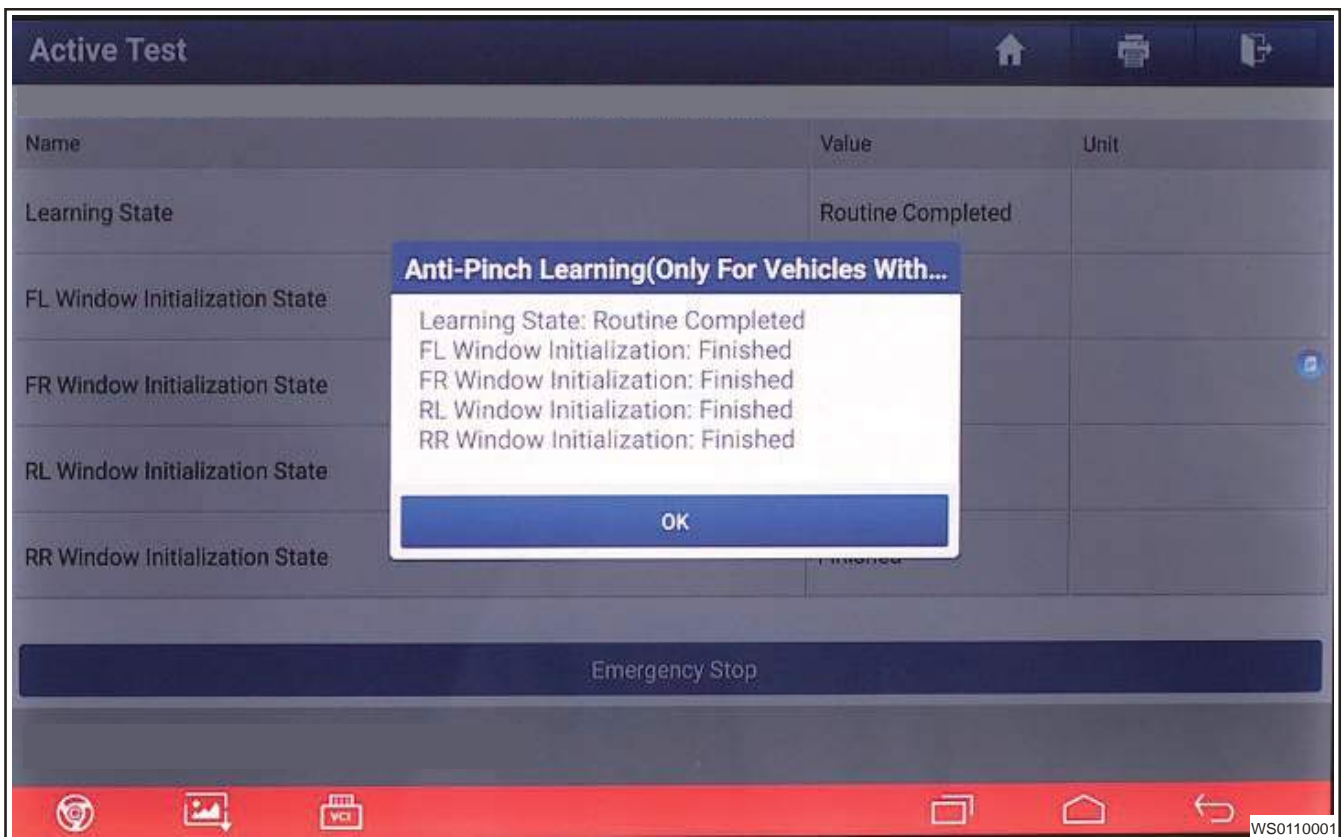 Active Test
Name Value Unit
Learning State Routine Completed
Anti-Pinch Learning(Only For Vehicles With...
FL Window Initialization State
Learning State: Routine Completed
FL Window Initialization: Finished
FR Window Initialization State
FR Window Initialization: Finished
RL Window Initialization: Finished
RR Window Initialization: Finished
RL Window Initialization State
OK
RR Window Initialization State Finished
Emergency Stop
VCI
WS0110001